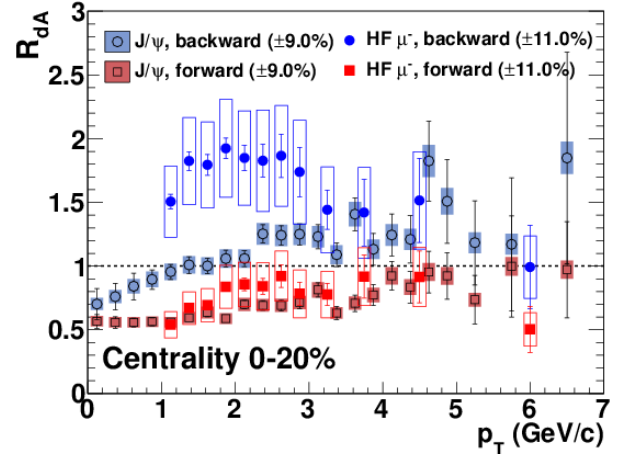 R_dA
3
2.5
2
1.5
1
0.5
0
J/ψ, backward (±9.0%)
HF μ⁻, backward (±11.0%)
J/ψ, forward (±9.0%)
HF μ⁻, forward (±11.0%)
Centrality 0-20%
0 1 2 3 4 5 6 7
p_T (GeV/c)